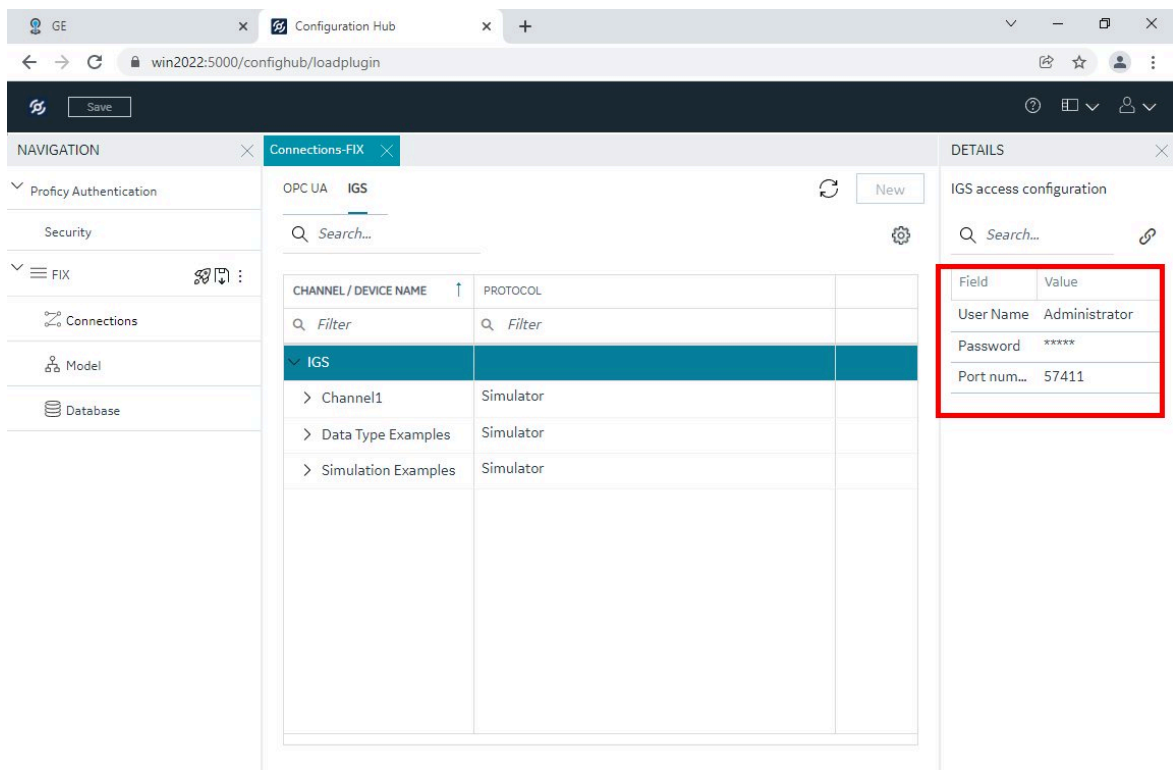 GE
Configuration Hub
win2022:5000/confighub/loadplugin
Save
NAVIGATION
Proficy Authentication
Security
FIX
Connections
Model
Database
Connections-FIX
OPC UA IGS
New
Search...
CHANNEL / DEVICE NAME PROTOCOL
Filter Filter
IGS
Channel1 Simulator
Data Type Examples Simulator
Simulation Examples Simulator
DETAILS
IGS access configuration
Search...
Field Value
User Name Administrator
Password *****
Port num... 57411